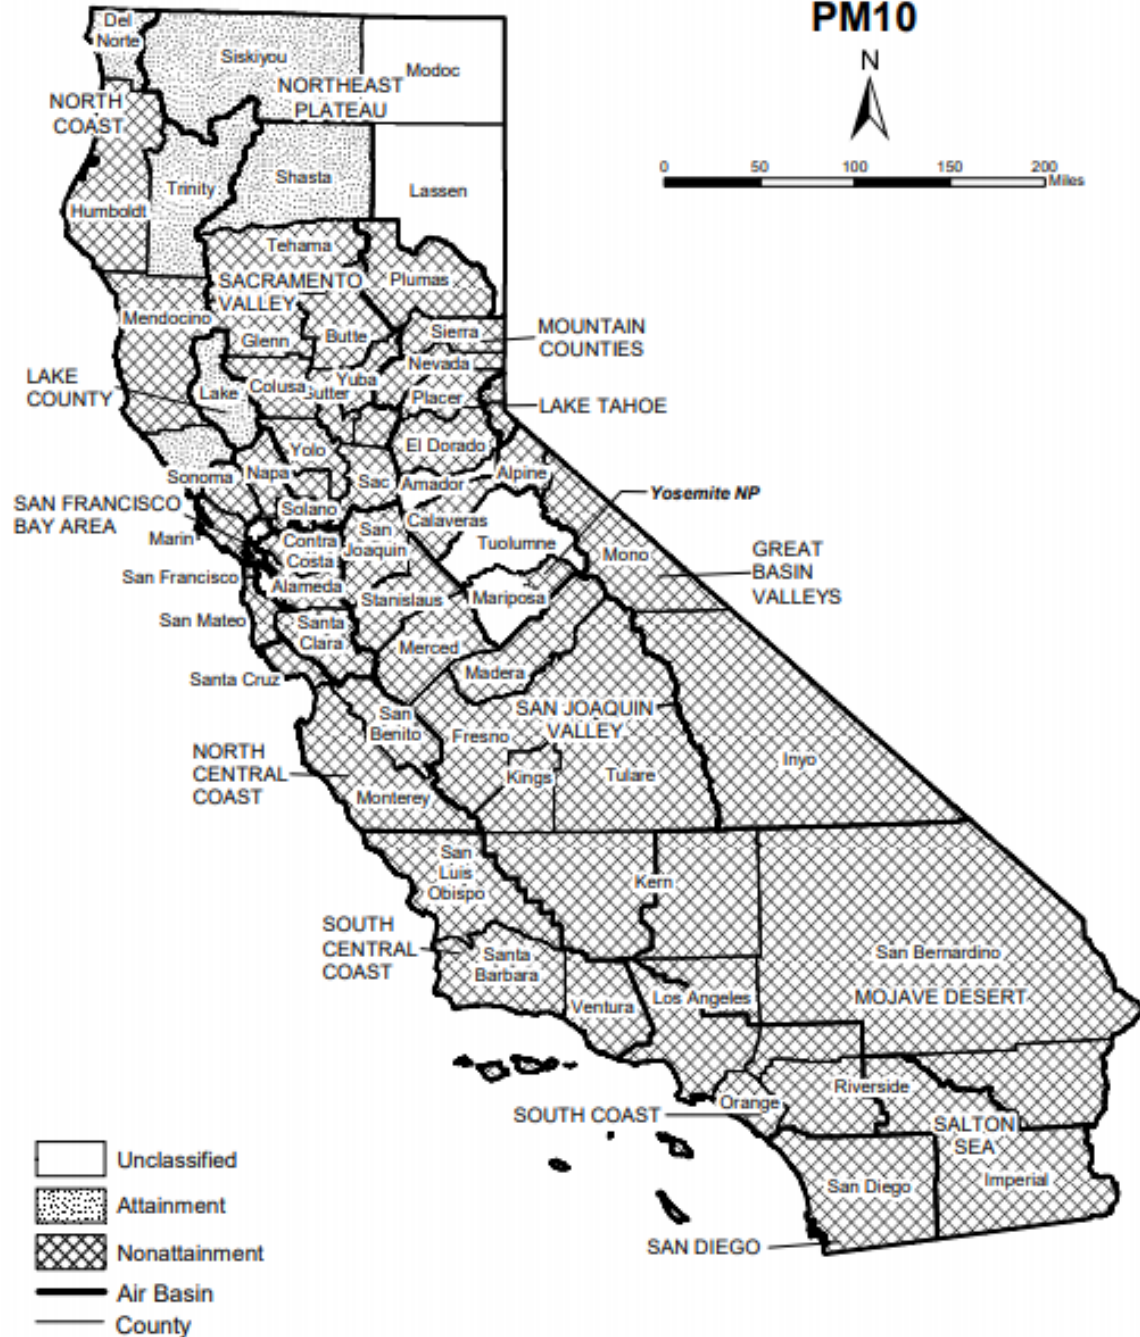 PM10
N
0 50 100 150 200
Miles
Del
Norte
Siskiyou
Modoc
NORTHEAST
PLATEAU
NORTH
COAST
Shasta
Trinity
Lassen
Humboldt
Tehama
SACRAMENTO
VALLEY
Plumas
Mendocino
Glenn
Butte
Sierra
MOUNTAIN
COUNTIES
Nevada
LAKE
COUNTY
Lake
Colusa
Sutter
Yuba
Placer
LAKE TAHOE
Yolo
El Dorado
Sonoma
Napa
Sac
Amador
Alpine
Yosemite NP
SAN FRANCISCO
BAY AREA
Solano
Calaveras
Marin
Contra
Costa
San
Joaquin
Tuolumne
Mono
GREAT
BASIN
VALLEYS
San Francisco
Alameda
Stanislaus
Mariposa
San Mateo
Santa
Clara
Merced
Santa Cruz
Madera
San
Benito
Fresno
SAN JOAQUIN
VALLEY
NORTH
CENTRAL
COAST
Monterey
Kings
Tulare
Inyo
San
Luis
Obispo
Kern
SOUTH
CENTRAL
COAST
Santa
Barbara
San Bernardino
Ventura
Los Angeles
MOJAVE DESERT
Riverside
Orange
SOUTH COAST
SALTON
SEA
San Diego
Imperial
SAN DIEGO
Unclassified
Attainment
Nonattainment
Air Basin
County